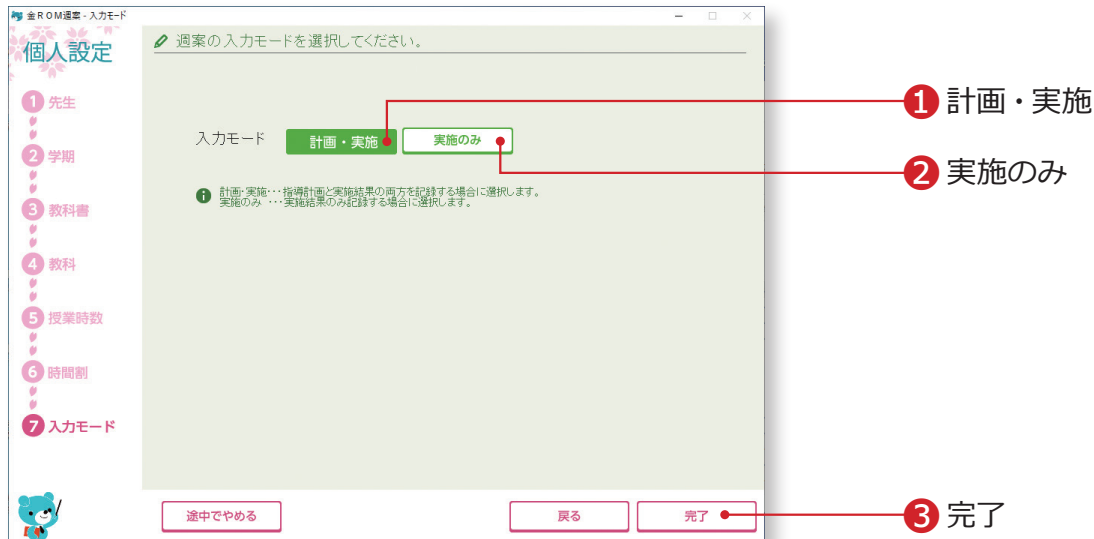 金ROM週案 - 入力モード
個人設定
週案の入力モードを選択してください。
1 先生
2 学期
3 教科書
4 教科
5 授業時数
6 時間割
7 入力モード
入力モード 計画・実施 実施のみ
計画・実施・・・指導計画と実施結果の両方を記録する場合に選択します。
実施のみ ・・・実施結果のみ記録する場合に選択します。
途中でやめる 戻る 完了
1 計画・実施
2 実施のみ
3 完了